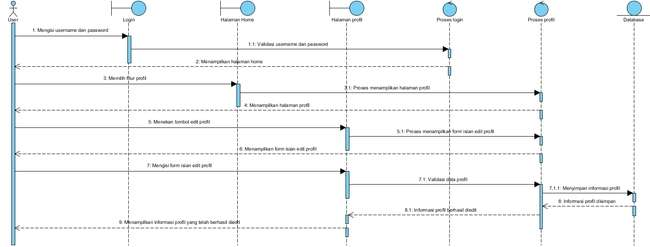 User
Login
Halaman Home
Halaman profil
Proses login
Proses profil
Database
1: Mengisi username dan password
1.1: Validasi username dan password
2: Menampilkan halaman home
3: Memilih fitur profil
3.1: Proses menampilkan halaman profil
4: Menampilkan halaman profil
5: Menekan tombol edit profil
5.1: Proses menampilkan form isian edit profil
6: Menampilkan form isian edit profil
7: Mengisi form isian edit profil
7.1: Validasi data profil
7.1.1: Menyimpan informasi profil
8: Informasi profil disimpan
8.1: Informasi profil berhasil diedit
9: Menampilkan informasi profil yang telah berhasil diedit